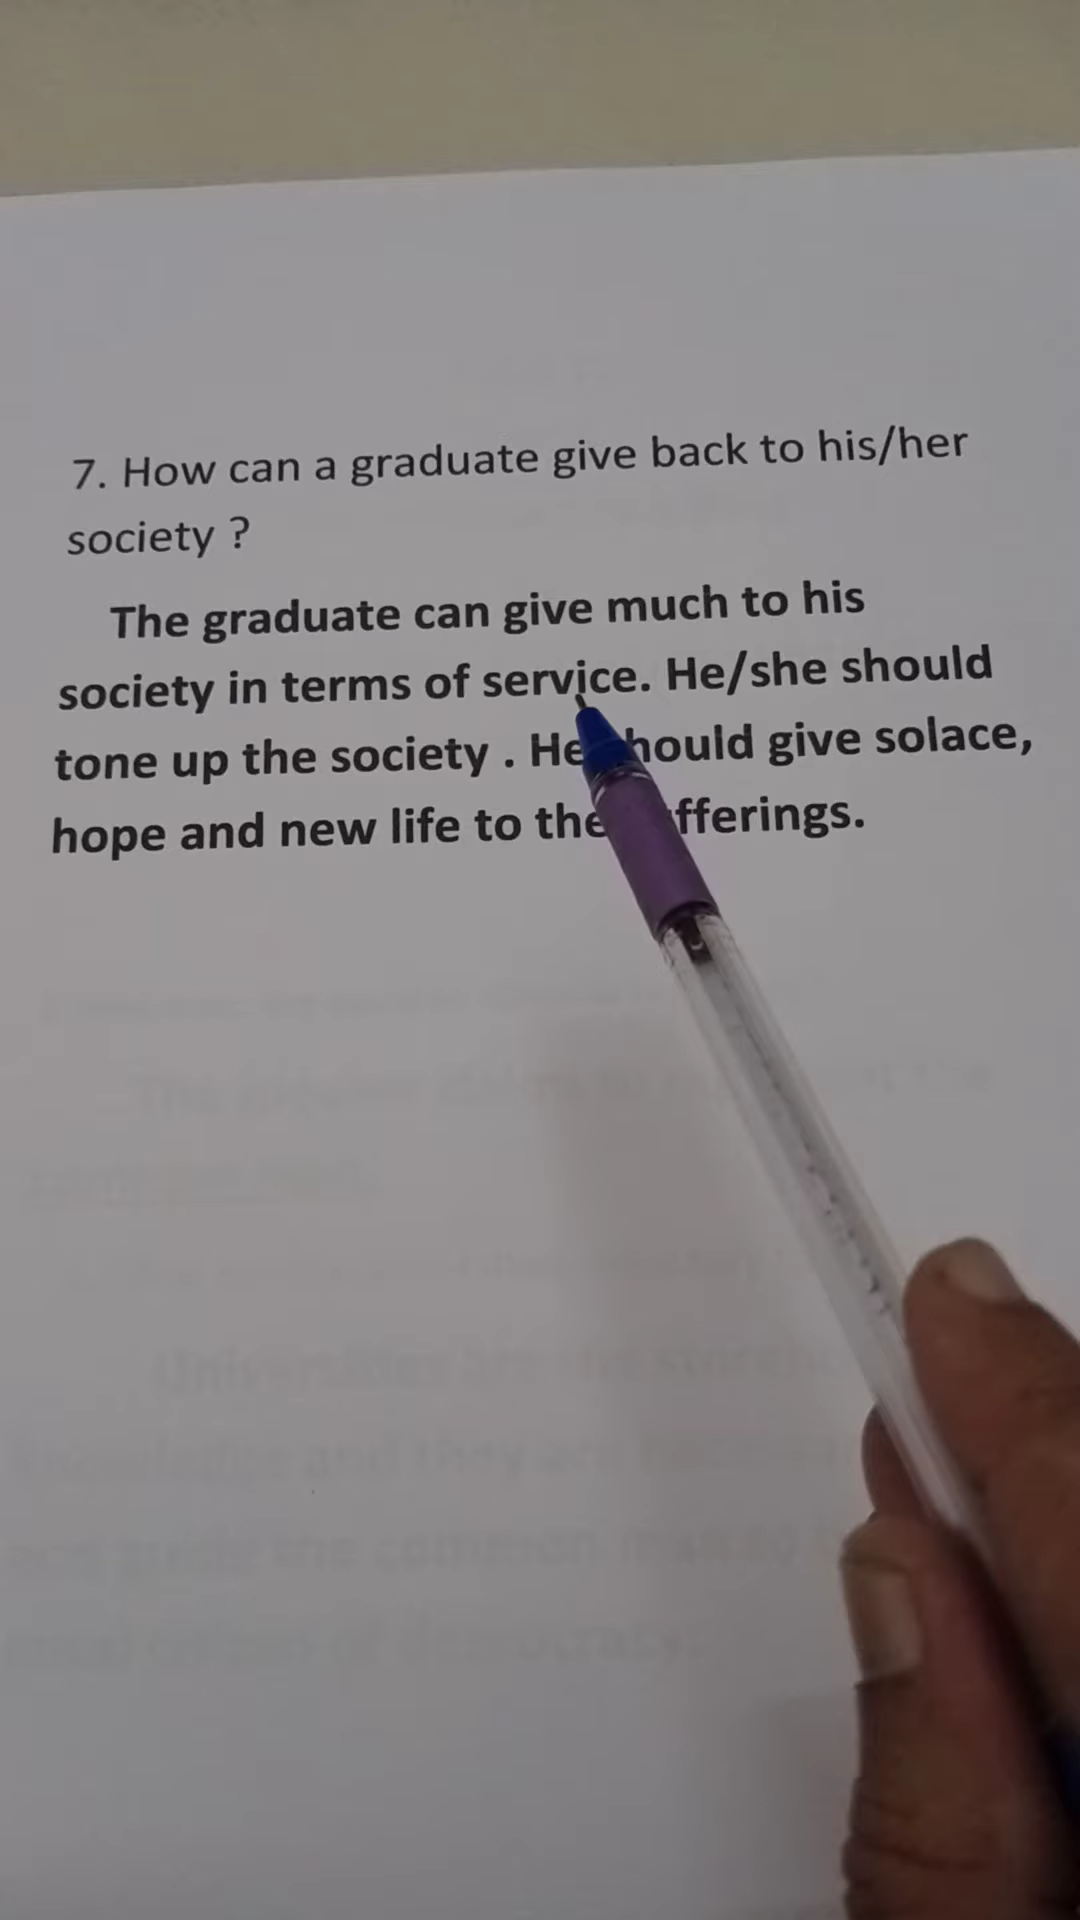 7. How can a graduate give back to his/her
society ?
The graduate can give much to his
society in terms of service. He/she should
tone up the society . He should give solace,
hope and new life to the sufferings.